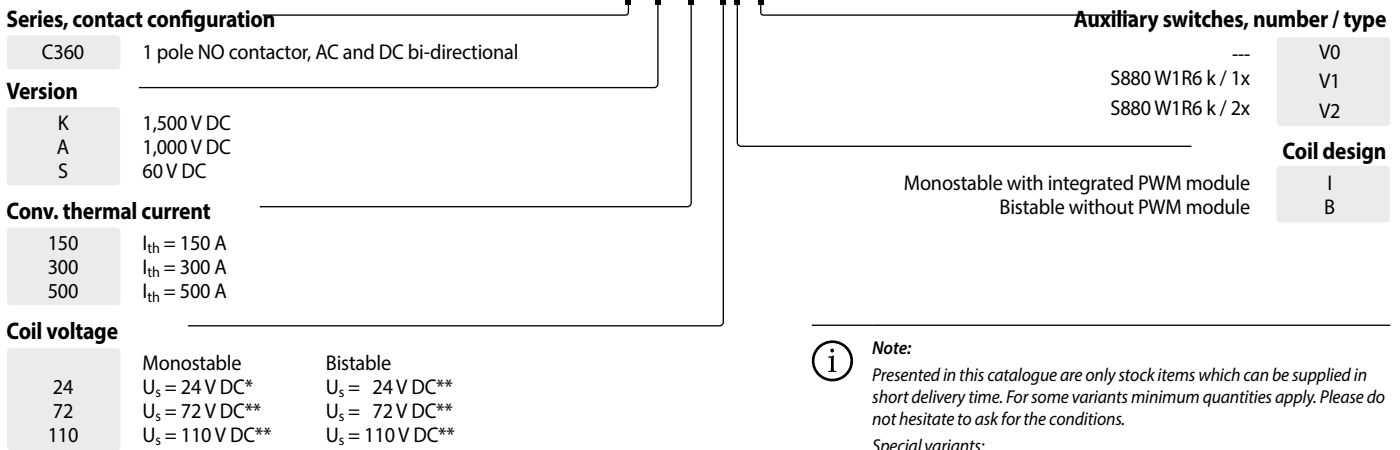 Series, contact configuration
C360 1 pole NO contactor, AC and DC bi-directional
Version
K 1,500 V DC
A 1,000 V DC
S 60 V DC
Conv. thermal current
150 Ith = 150 A
300 Ith = 300 A
500 Ith = 500 A
Coil voltage
Monostable Bistable
24 Us = 24 V DC* Us = 24 V DC**
72 Us = 72 V DC** Us = 72 V DC**
110 Us = 110 V DC** Us = 110 V DC**
Auxiliary switches, number / type
--- V0
S880 W1R6 k / 1x V1
S880 W1R6 k / 2x V2
Coil design
Monostable with integrated PWM module I
Bistable without PWM module B
i
Note:
Presented in this catalogue are only stock items which can be supplied in
short delivery time. For some variants minimum quantities apply. Please do
not hesitate to ask for the conditions.
Special variants: